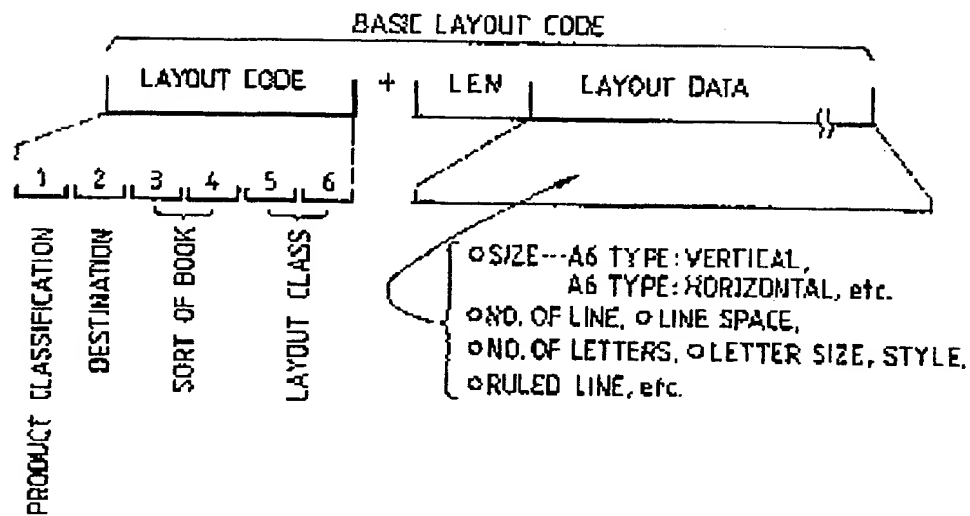 BASIC LAYOUT CODE
LAYOUT CODE + LEN LAYOUT DATA
1 2 3 4 5 6
PRODUCT CLASSIFICATION
DESTINATION
SORT OF BOOK
LAYOUT CLASS
○SIZE---A6 TYPE: VERTICAL,
A6 TYPE: HORIZONTAL, etc.
○NO. OF LINE, ○LINE SPACE,
○NO. OF LETTERS, ○LETTER SIZE, STYLE,
○RULED LINE, etc.